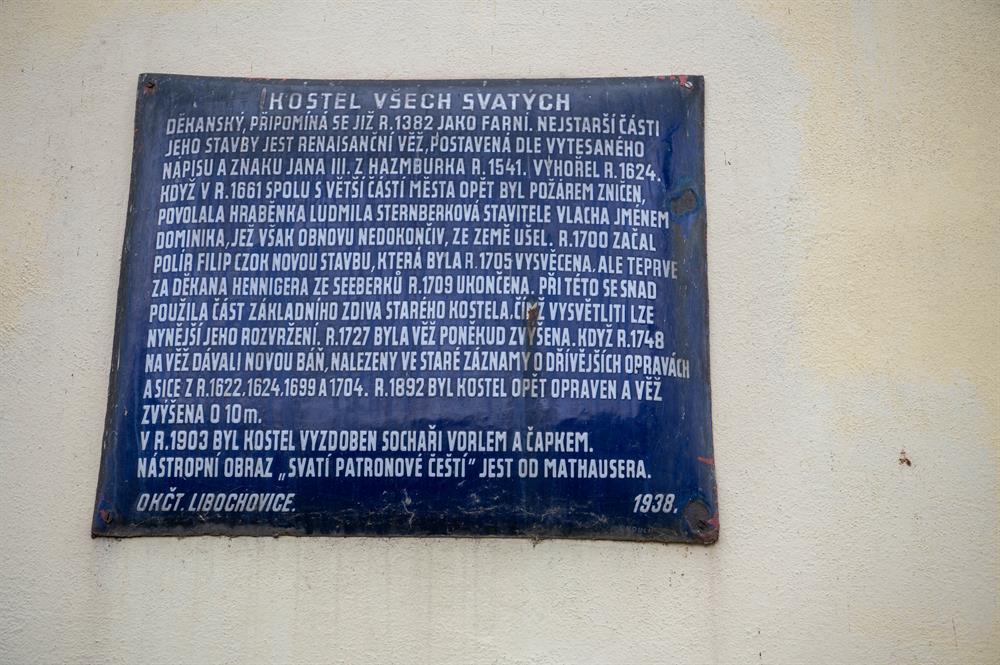 KOSTEL VŠECH SVATÝCH
DĚKANSKÝ, PŘIPOMÍNÁ SE JIŽ R.1382 JAKO FARNÍ. NEJSTARŠÍ ČÁSTÍ
JEHO STAVBY JEST RENAISANČNÍ VĚŽ, POSTAVENÁ DLE VYTESANÉHO
NÁPISU A ZNAKU JANA III. Z HAZMBURKA R.1541. VYHOŘEL R.1624.
KDYŽ V R.1661 SPOLU S VĚTŠÍ ČÁSTÍ MĚSTA OPĚT BYL POŽÁREM ZNIČEN,
POVOLALA HRABĚNKA LUDMILA STERNBERKOVÁ STAVITELE VLACHA JMÉNEM
DOMINIKA, JEŽ VŠAK OBNOVU NEDOKONČIV, ZE ZEMĚ UŠEL. R.1700 ZAČAL
POLÍR FILIP CZOK NOVOU STAVBU, KTERÁ BYLA R.1705 VYSVĚCENA, ALE TEPRVE
ZA DĚKANA HENNIGERA ZE SEEBERKŮ R.1709 UKONČENA. PŘI TÉTO SE SNAD
POUŽILA ČÁST ZÁKLADNÍHO ZDIVA STARÉHO KOSTELA, ČÍMŽ VYSVĚTLITI LZE
NYNĚJŠÍ JEHO ROZVRŽENÍ. R.1727 BYLA VĚŽ PONĚKUD ZVÝŠENA. KDYŽ R.1748
NA VĚŽ DÁVALI NOVOU BÁŇ, NALEZENY VE STARÉ ZÁZNAMY O DŘÍVĚJŠÍCH OPRAVÁCH
A SICE Z R.1622, 1624, 1699 A 1704. R.1892 BYL KOSTEL OPĚT OPRAVEN A VĚŽ
ZVÝŠENA O 10m.
V R.1903 BYL KOSTEL VYZDOBEN SOCHAŘI VORLEM A ČAPKEM.
NÁSTROPNÍ OBRAZ „SVATÍ PATRONOVÉ ČEŠTÍ" JEST OD MATHAUSERA.
OKČT. LIBOCHOVICE. 1938.